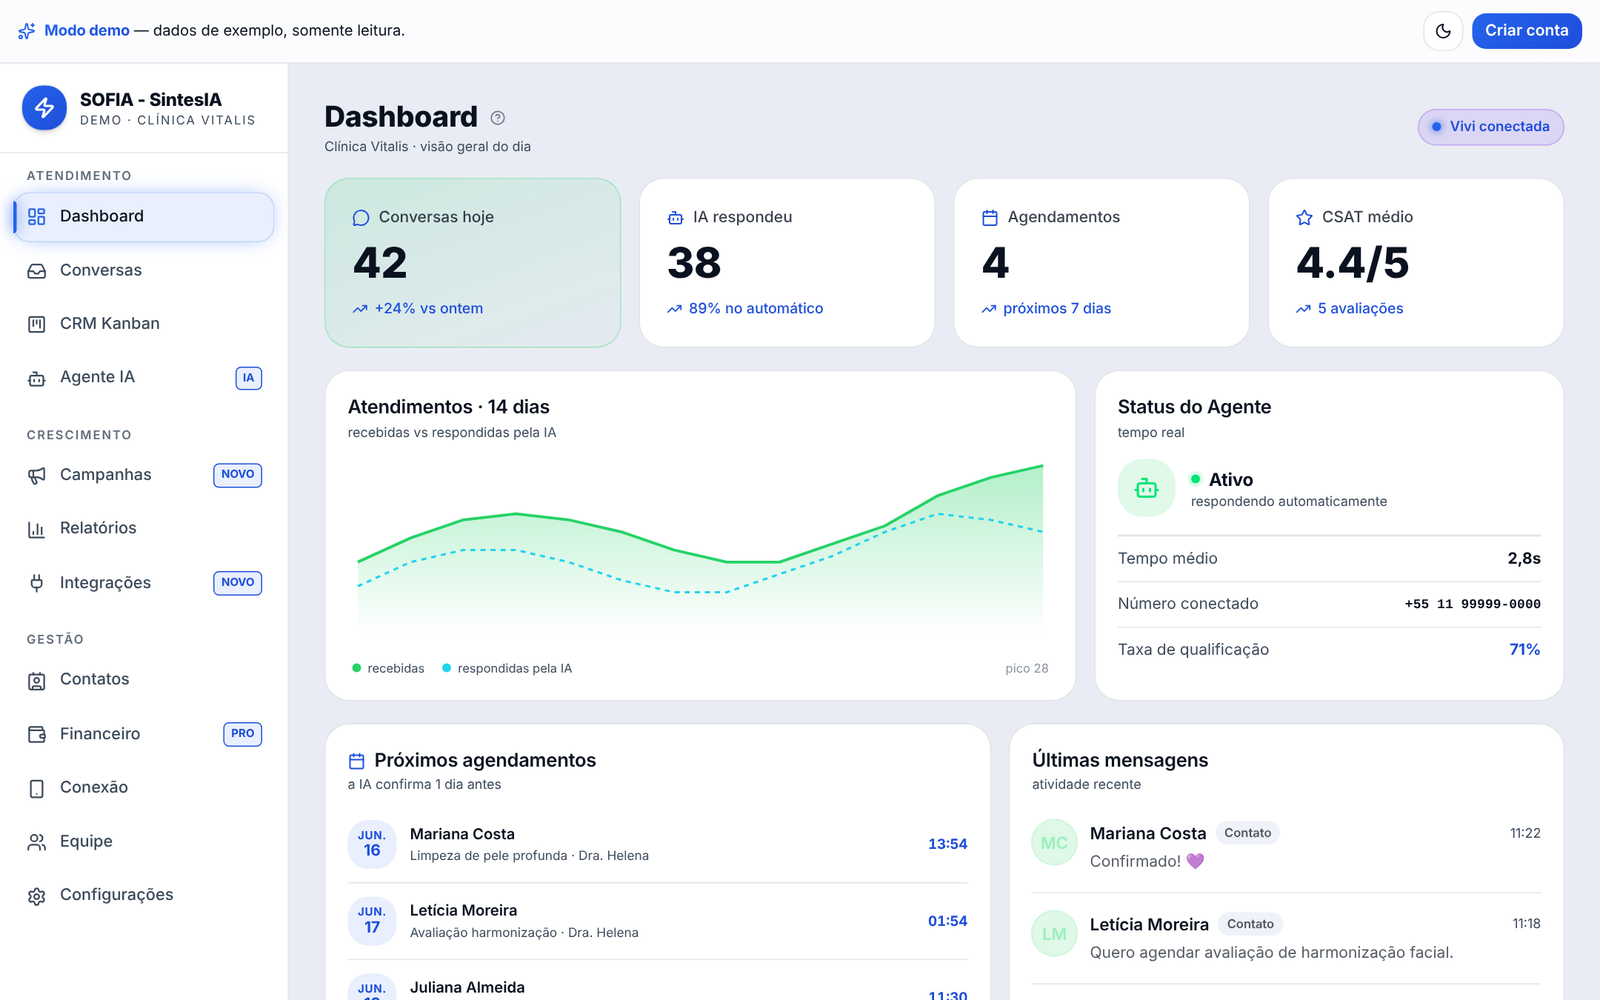 Modo demo — dados de exemplo, somente leitura.
Criar conta
SOFIA - SintesIA
DEMO · CLÍNICA VITALIS
ATENDIMENTO
Dashboard
Conversas
CRM Kanban
Agente IA
IA
CRESCIMENTO
Campanhas
NOVO
Relatórios
Integrações
NOVO
GESTÃO
Contatos
Financeiro
PRO
Conexão
Equipe
Configurações
Dashboard
Clínica Vitalis · visão geral do dia
Vivi conectada
Conversas hoje
42
+24% vs ontem
IA respondeu
38
89% no automático
Agendamentos
4
próximos 7 dias
CSAT médio
4.4/5
5 avaliações
Atendimentos · 14 dias
recebidas vs respondidas pela IA
recebidas
respondidas pela IA
pico 28
Status do Agente
tempo real
Ativo
respondendo automaticamente
Tempo médio
2,8s
Número conectado
+55 11 99999-0000
Taxa de qualificação
71%
Próximos agendamentos
a IA confirma 1 dia antes
JUN.
16
Mariana Costa
Limpeza de pele profunda · Dra. Helena
13:54
JUN.
17
Letícia Moreira
Avaliação harmonização · Dra. Helena
01:54
JUN.
Juliana Almeida
11:30
Últimas mensagens
atividade recente
MC
Mariana Costa
Contato
11:22
Confirmado! 💜
LM
Letícia Moreira
Contato
11:18
Quero agendar avaliação de harmonização facial.